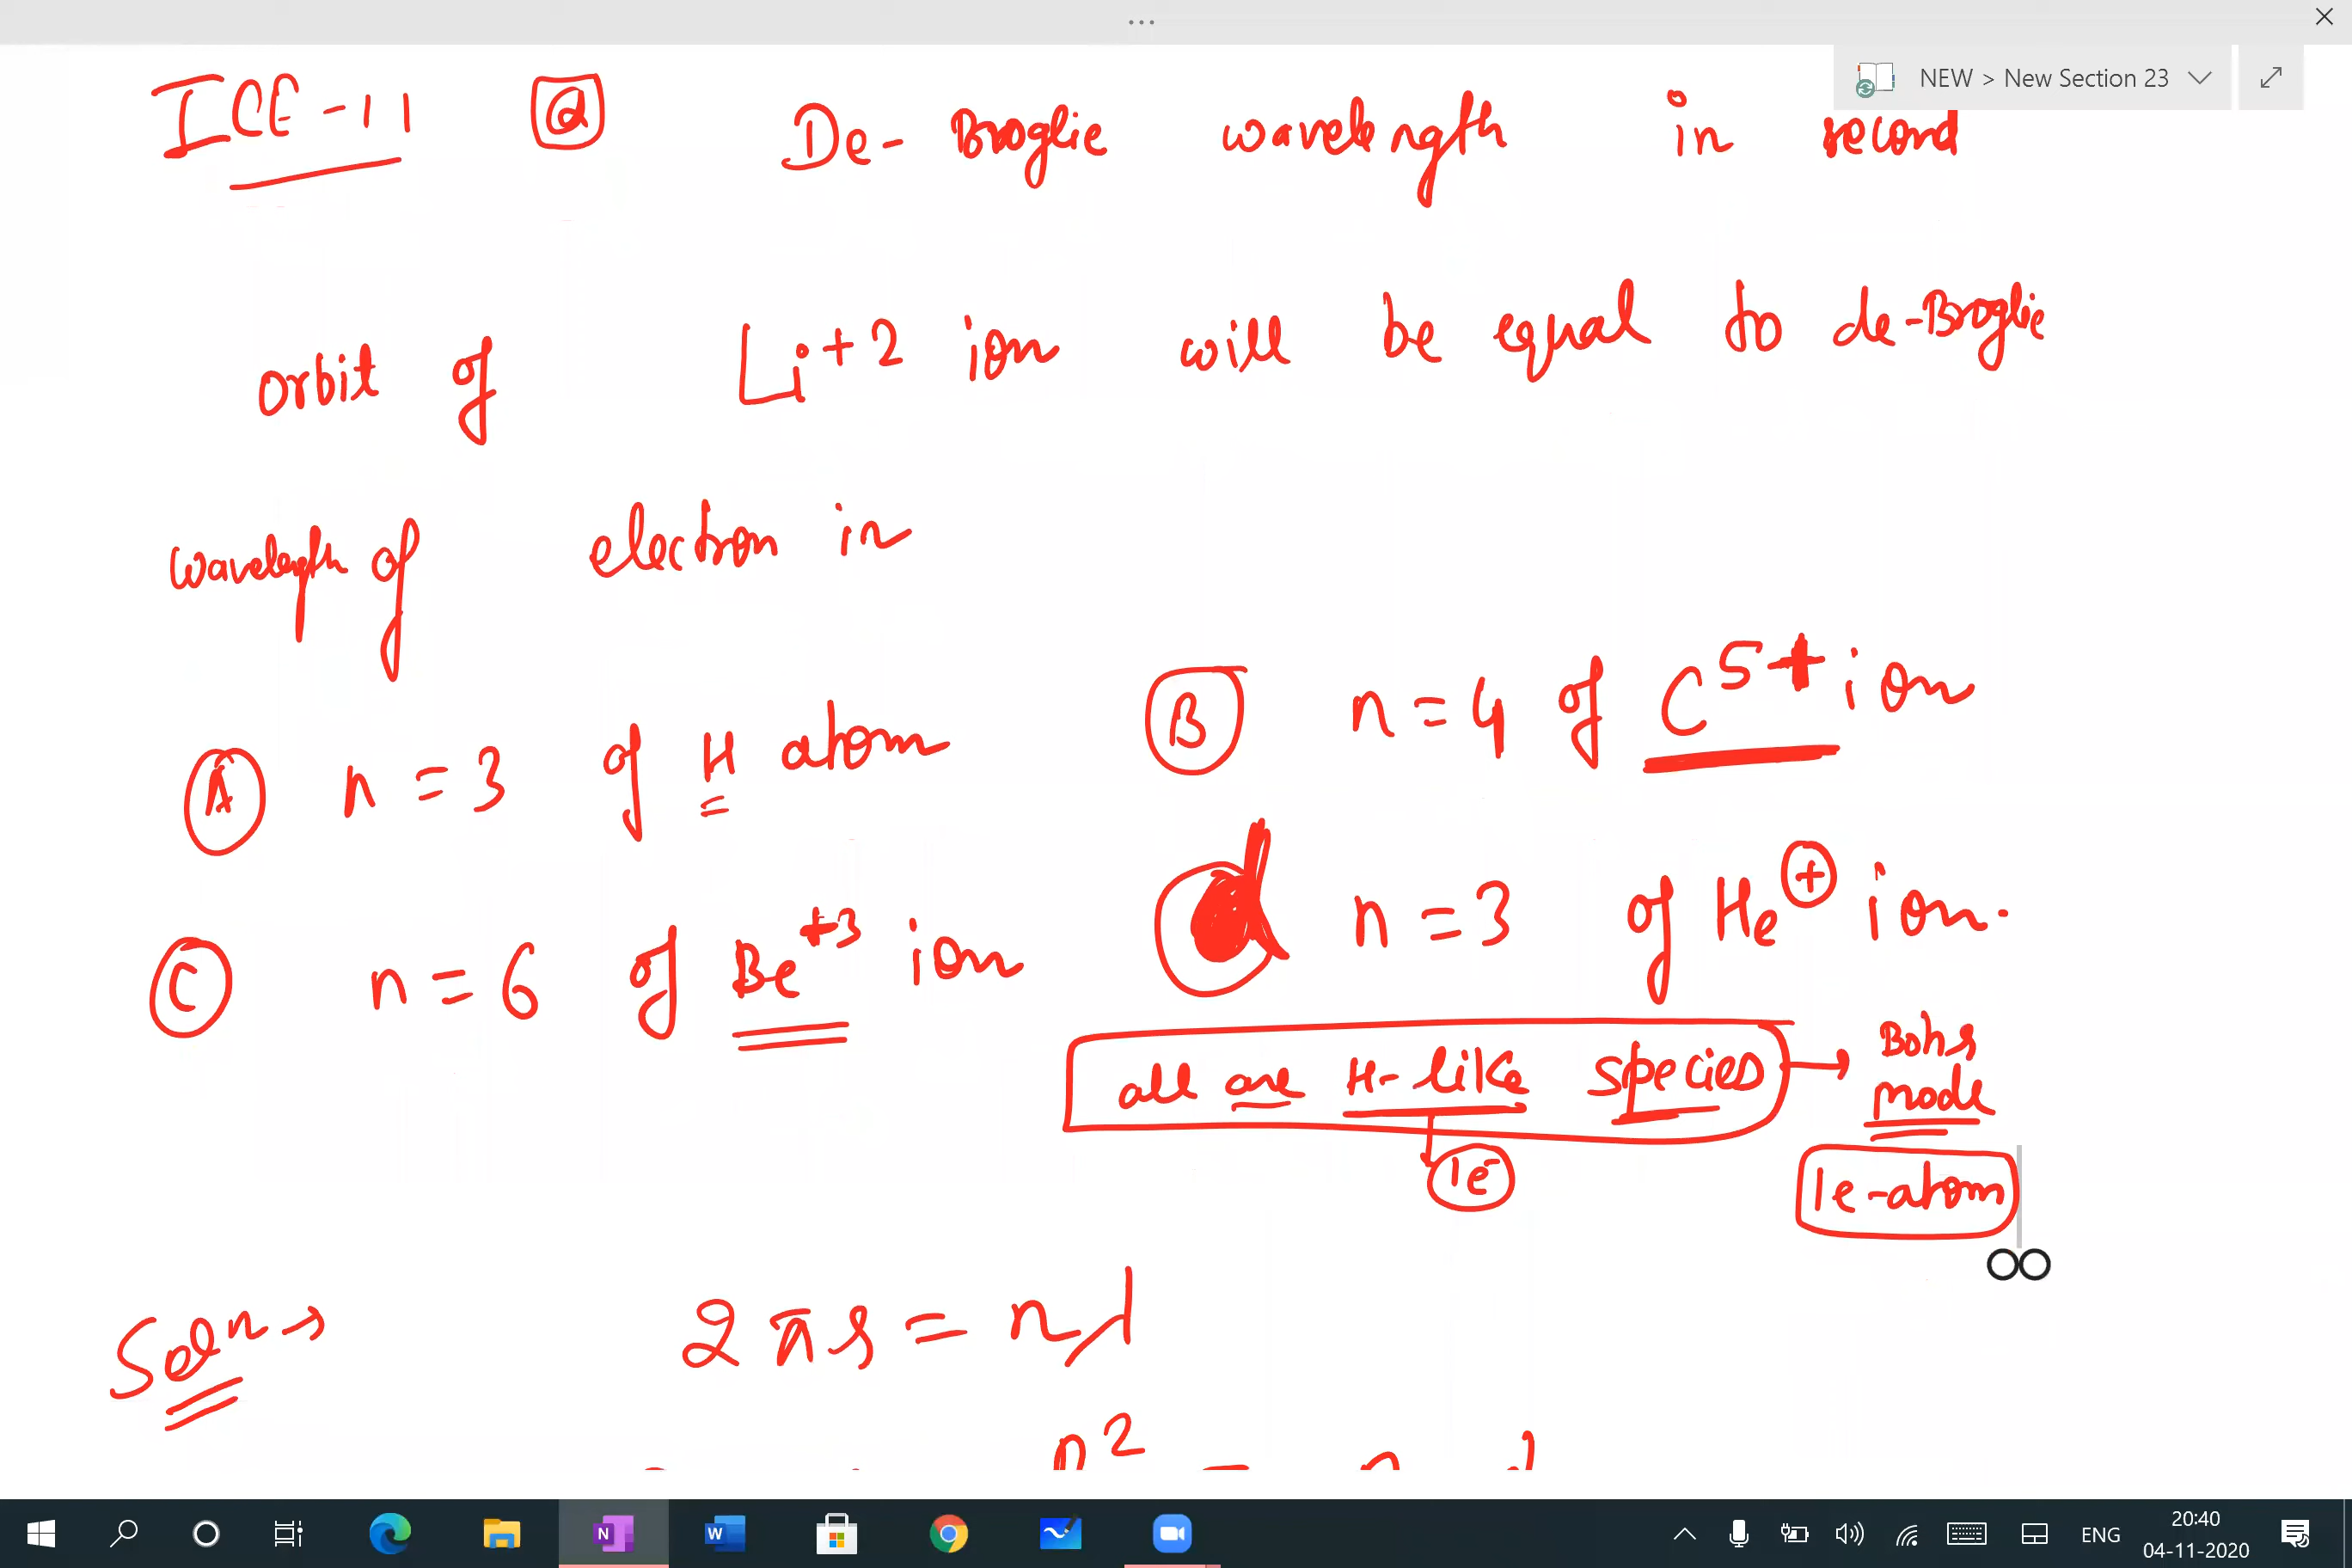 ...
NEW > New Section 23
ICE-11 Q De-Broglie wavelength in second
orbit of Li+2 ion will be equal to de-Broglie
wavelength of electron in
A n = 3 of H atom
B n = 4 of C5+ ion
C n = 6 of Be+3 ion
d n = 3 of He+ ion.
all are H-like species → Bohr
model
1e-
1e-atom
Soln → 2πr = nλ
n2 = n λ
ENG
20:40
04-11-2020